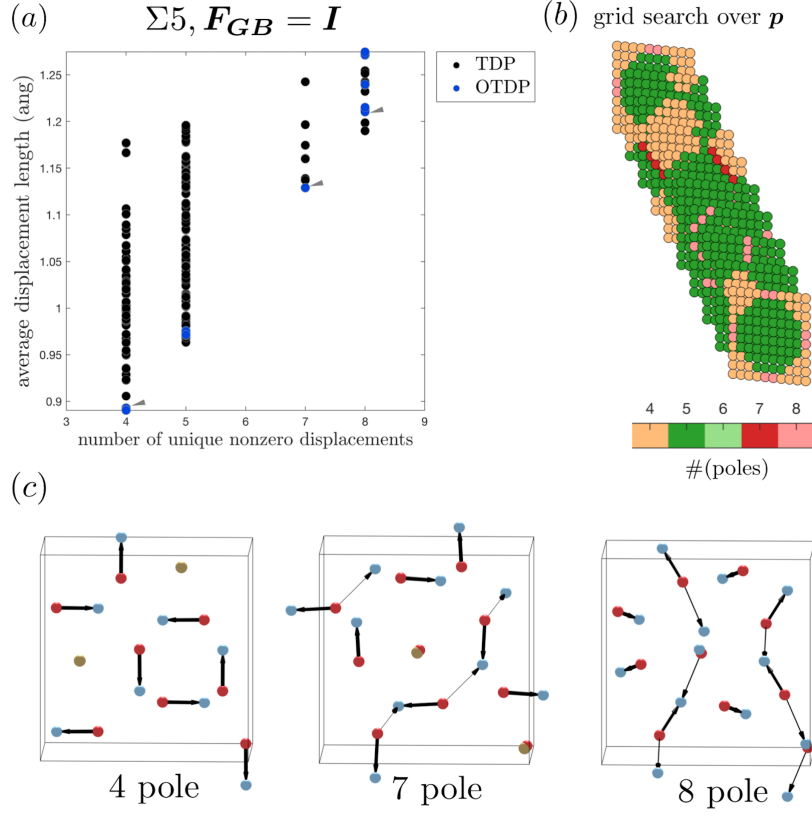 (a)
Σ5, F_GB = I
average displacement length (ang)
1.25
1.2
1.15
1.1
1.05
1
0.95
0.9
3 4 5 6 7 8 9
number of unique nonzero displacements
TDP
OTDP
(b) grid search over p
4 5 6 7 8
#(poles)
(c)
4 pole
7 pole
8 pole